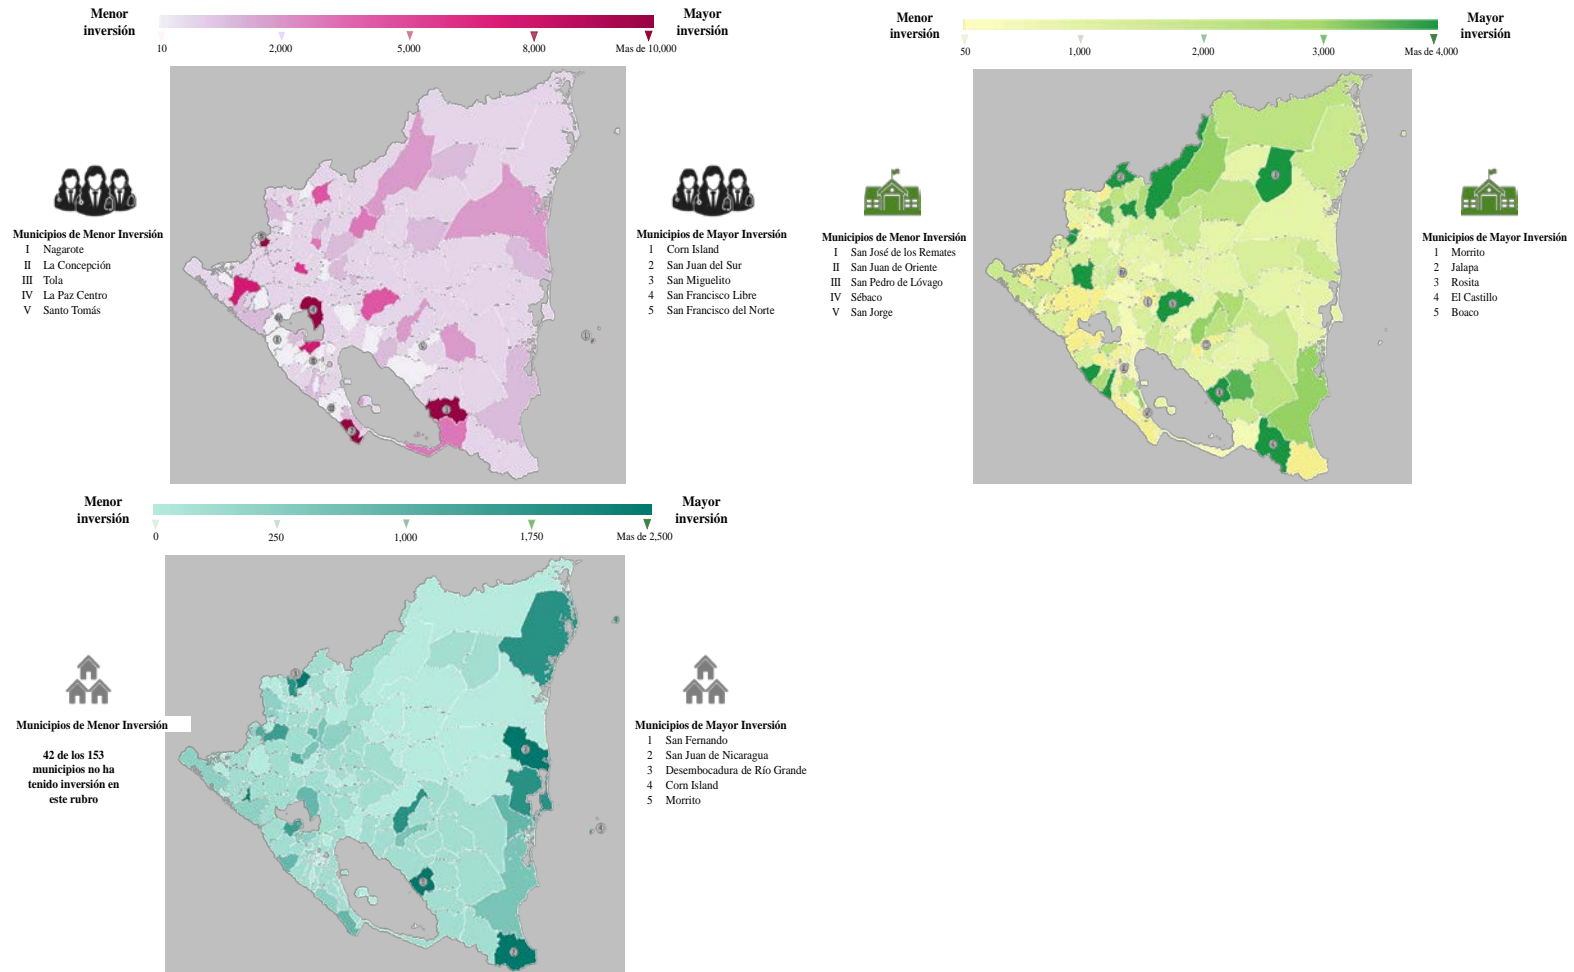 Menor
inversión
Mayor
inversión
10
2,000
5,000
8,000
Mas de 10,000
Municipios de Menor Inversión
I Nagarote
II La Concepción
III Tola
IV La Paz Centro
V Santo Tomás
Municipios de Mayor Inversión
1 Corn Island
2 San Juan del Sur
3 San Miguelito
4 San Francisco Libre
5 San Francisco del Norte
Menor
inversión
Mayor
inversión
50
1,000
2,000
3,000
Mas de 4,000
Municipios de Menor Inversión
I San José de los Remates
II San Juan de Oriente
III San Pedro de Lóvago
IV Sébaco
V San Jorge
Municipios de Mayor Inversión
1 Morrito
2 Jalapa
3 Rosita
4 El Castillo
5 Boaco
Menor
inversión
Mayor
inversión
0
250
1,000
1,750
Mas de 2,500
Municipios de Menor Inversión
42 de los 153
municipios no ha
tenido inversión en
este rubro
Municipios de Mayor Inversión
1 San Fernando
2 San Juan de Nicaragua
3 Desembocadura de Río Grande
4 Corn Island
5 Morrito